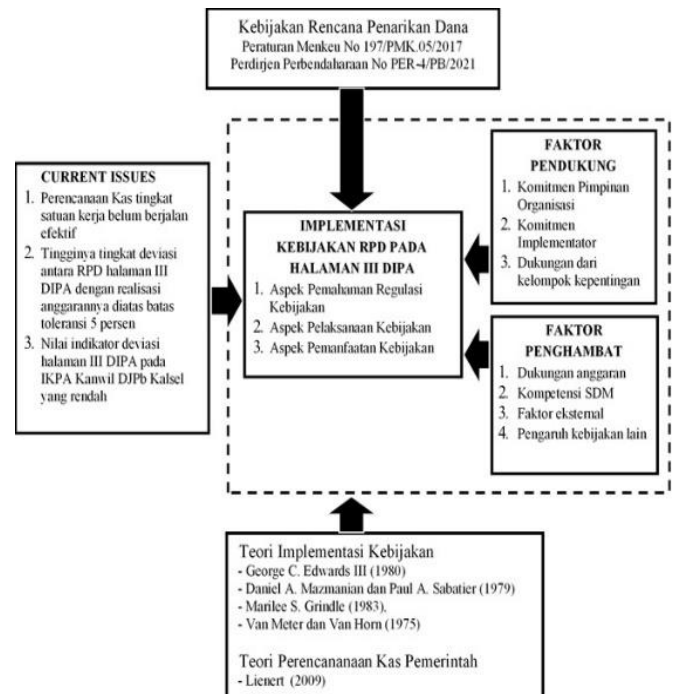 Kebijakan Rencana Penarikan Dana
Peraturan Menkeu No 197/PMK.05/2017
Perdirjen Perbendaharaan No PER-4/PB/2021
CURRENT ISSUES
1. Perencanaan Kas tingkat
satuan kerja belum berjalan
efektif
2. Tingginya tingkat deviasi
antara RPD halaman III
DIPA dengan realisasi
anggarannya diatas batas
toleransi 5 persen
3. Nilai indikator deviasi
halaman III DIPA pada
IKPA Kanwil DJPb Kalsel
yang rendah
IMPLEMENTASI
KEBIJAKAN RPD PADA
HALAMAN III DIPA
1. Aspek Pemahaman Regulasi
Kebijakan
2. Aspek Pelaksanaan Kebijakan
3. Aspek Pemanfaatan Kebijakan
FAKTOR
PENDUKUNG
1. Komitmen Pimpinan
Organisasi
2. Komitmen
Implementator
3. Dukungan dari
kelompok kepentingan
FAKTOR
PENGHAMBAT
1. Dukungan anggaran
2. Kompetensi SDM
3. Faktor eksternal
4. Pengaruh kebijakan lain
Teori Implementasi Kebijakan
- George C. Edwards III (1980)
- Daniel A. Mazmanian dan Paul A. Sabatier (1979)
- Marilee S. Grindle (1983),
- Van Meter dan Van Horn (1975)
Teori Perencananaan Kas Pemerintah
- Lienert (2009)